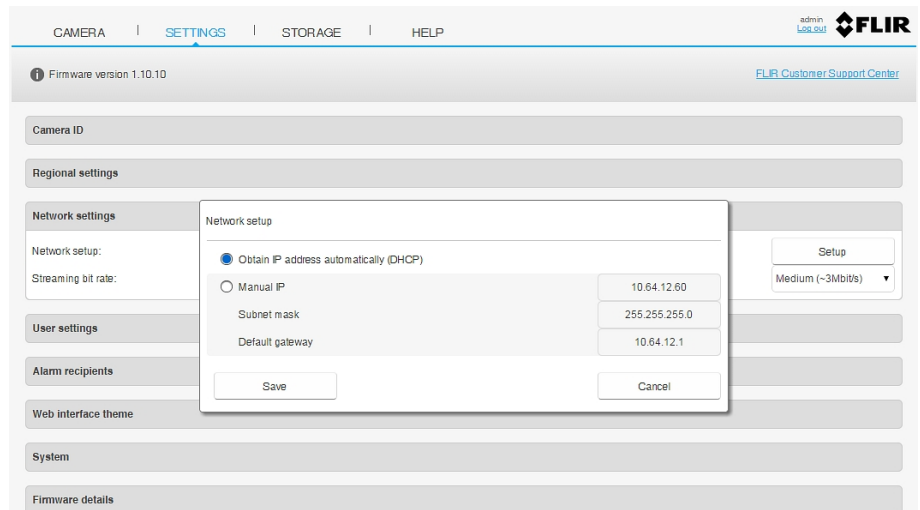 CAMERA | SETTINGS | STORAGE | HELP
admin
Log out
FLIR
Firmware version 1.10.10
FLIR Customer Support Center
Camera ID
Regional settings
Network settings
Network setup:
Setup
Streaming bit rate:
Medium (~3Mbit/s)
Network setup
Obtain IP address automatically (DHCP)
Manual IP 10.64.12.60
Subnet mask 255.255.255.0
Default gateway 10.64.12.1
Save Cancel
User settings
Alarm recipients
Web interface theme
System
Firmware details